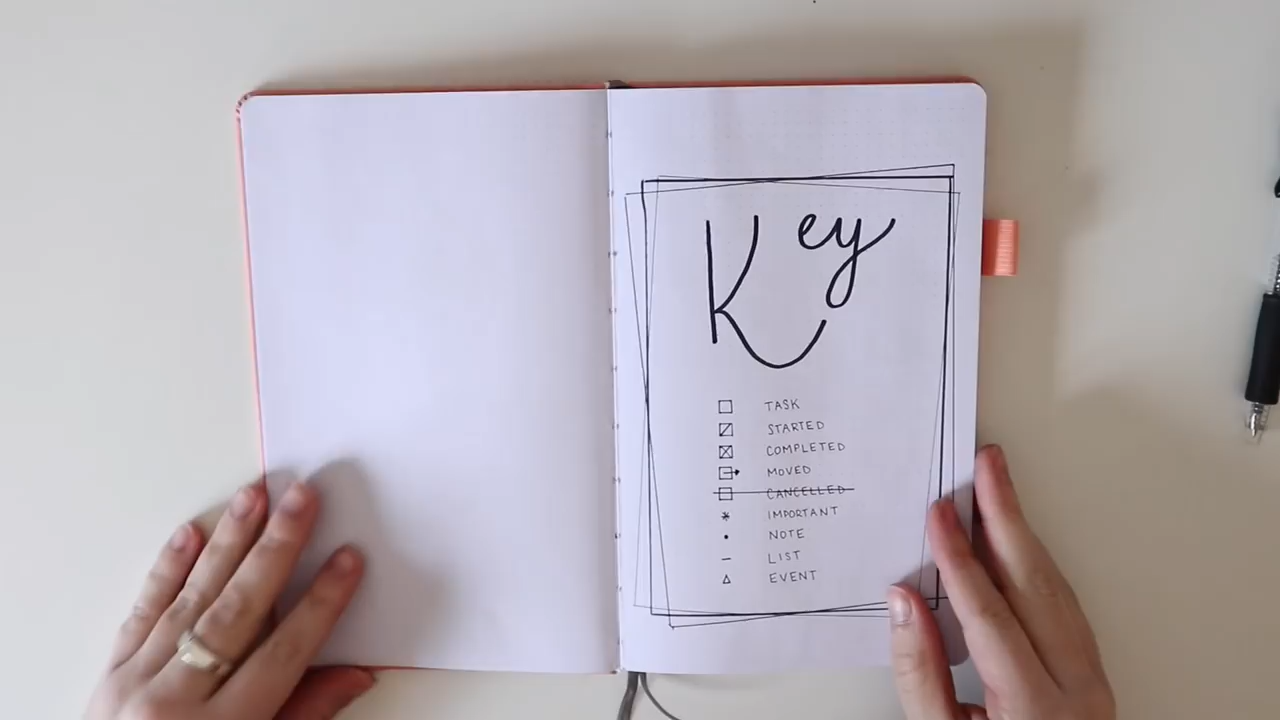 Key
TASK
STARTED
COMPLETED
MOVED
CANCELLED
IMPORTANT
NOTE
LIST
EVENT